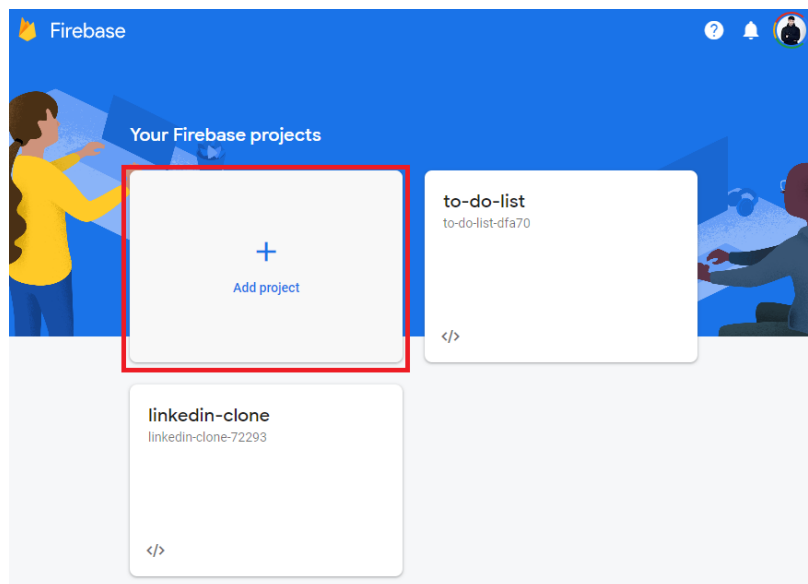 Firebase
?
Your Firebase projects
+
Add project
to-do-list
to-do-list-dfa70
</>
linkedin-clone
linkedin-clone-72293
</>